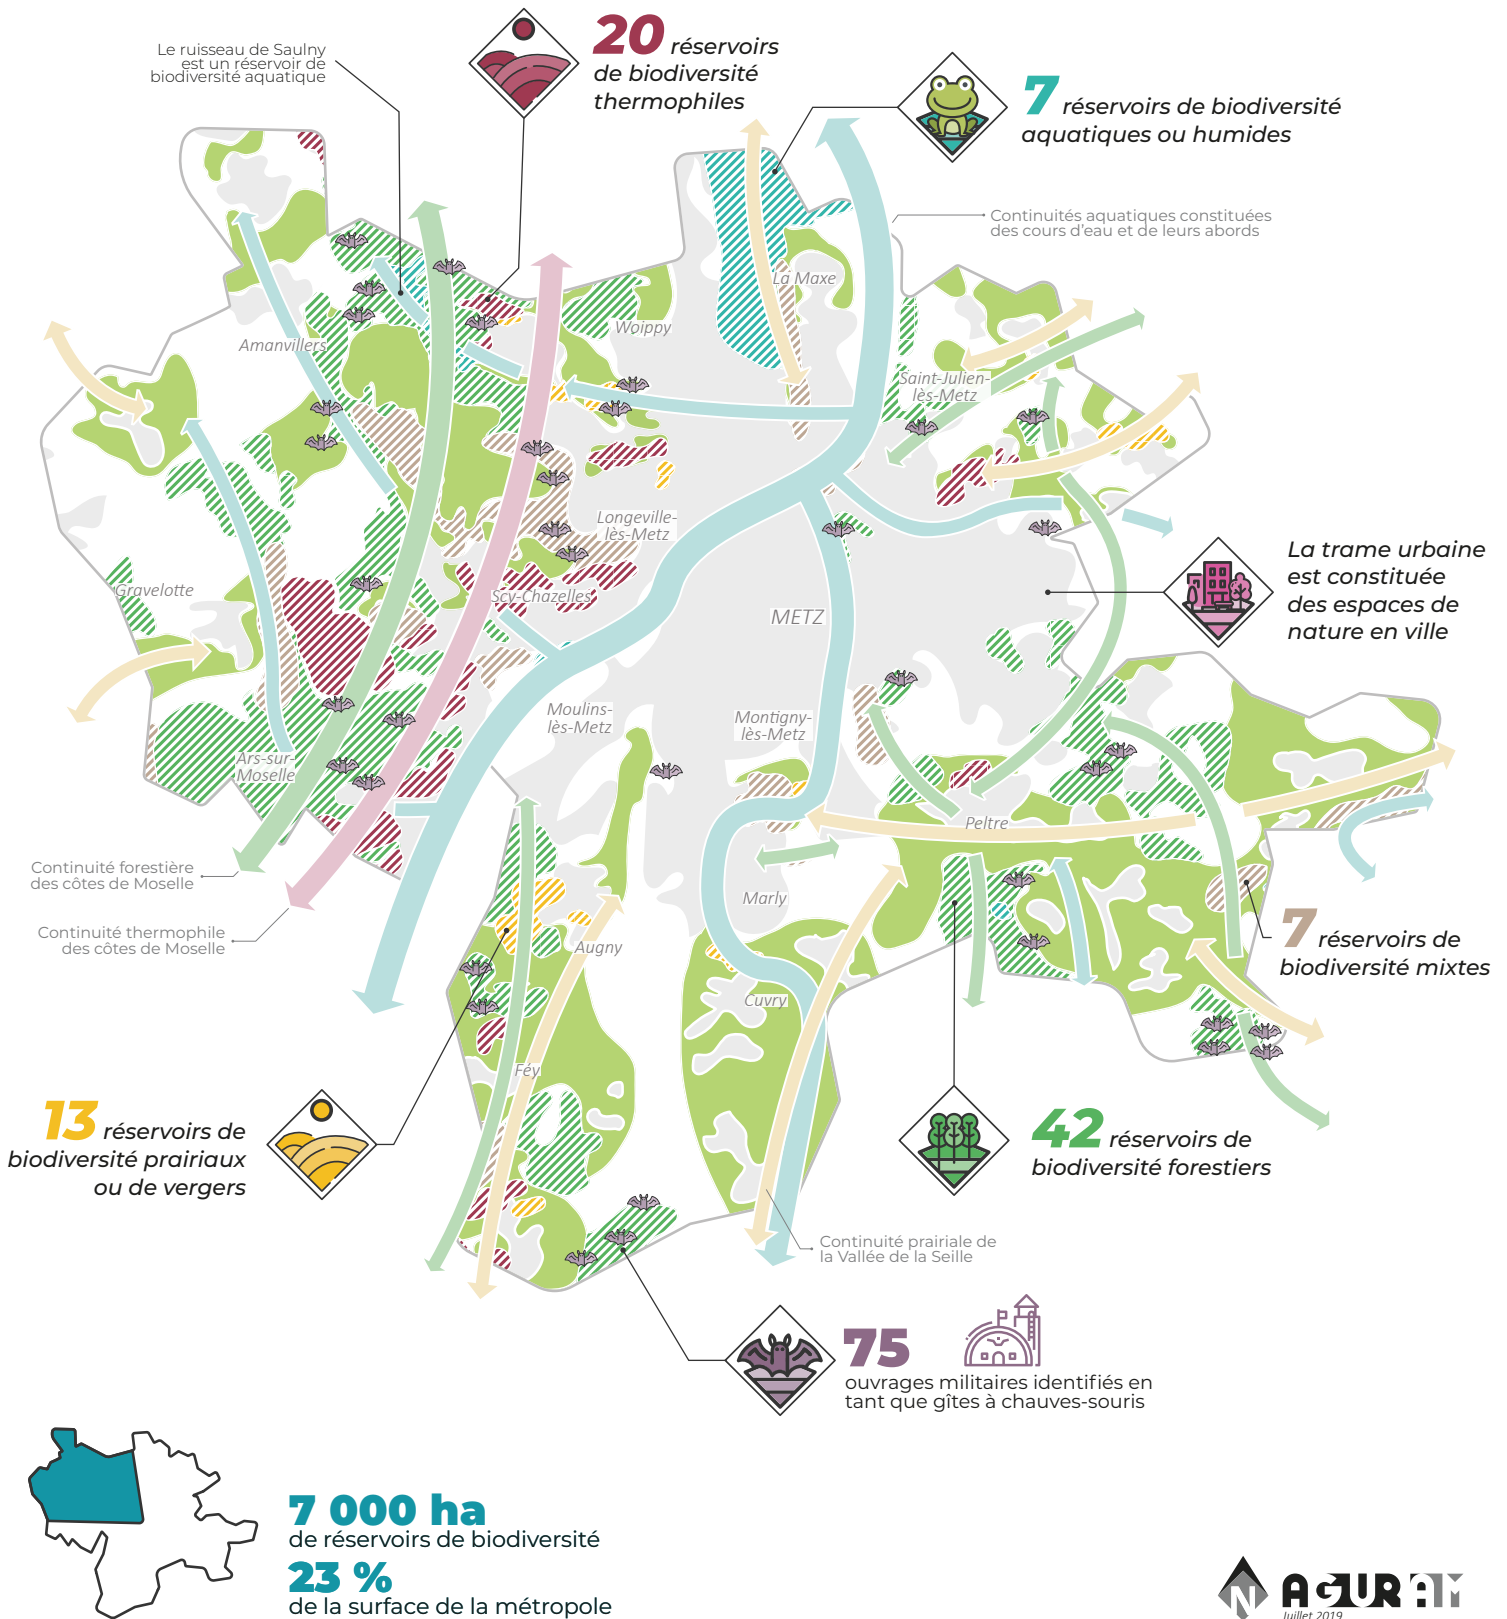 Le ruisseau de Saulny
est un réservoir de
biodiversité aquatique
20 réservoirs
de biodiversité
thermophiles
7 réservoirs de biodiversité
aquatiques ou humides
Continuités aquatiques constituées
des cours d'eau et de leurs abords
La Maxe
Woippy
Amanvillers
Saint-Julien-
lès-Metz
Longeville-
lès-Metz
La trame urbaine
est constituée
des espaces de
nature en ville
Gravelotte
Scy-Chazelles
METZ
Moulins-
lès-Metz
Montigny-
lès-Metz
Ars-sur-
Moselle
Peltre
Continuité forestière
des côtes de Moselle
Marly
Continuité thermophile
des côtes de Moselle
Augny
7 réservoirs de
biodiversité mixtes
Cuvry
Féy
13 réservoirs de
biodiversité prairiaux
ou de vergers
42 réservoirs de
biodiversité forestiers
Continuité prairiale de
la Vallée de la Seille
75
ouvrages militaires identifiés en
tant que gîtes à chauves-souris
7 000 ha
de réservoirs de biodiversité
23 %
de la surface de la métropole
N AGURAM
Juillet 2019